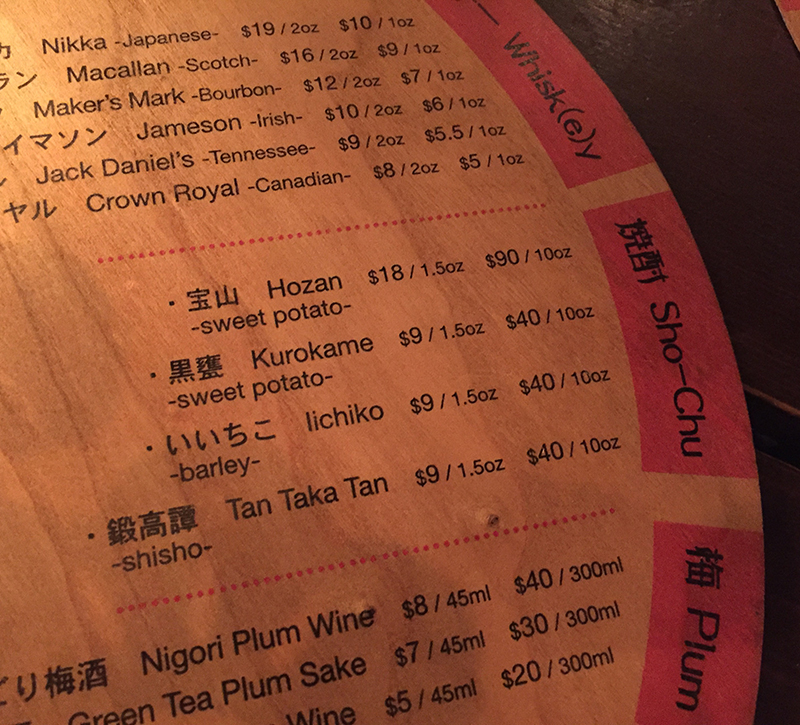 カ Nikka -Japanese- $19 / 2oz $10 / 1oz
ラン Macallan -Scotch- $16 / 2oz $9 / 1oz
Maker's Mark -Bourbon- $12 / 2oz $7 / 1oz
イマソン Jameson -Irish- $10 / 2oz $6 / 1oz
Jack Daniel's -Tennessee- $9 / 2oz $5.5 / 1oz
ヤル Crown Royal -Canadian- $8 / 2oz $5 / 1oz
Whisk(e)y
・宝山 Hozan $18 / 1.5oz $90 / 10oz
-sweet potato-
・黒甕 Kurokame $9 / 1.5oz $40 / 10oz
-sweet potato-
・いいちこ Iichiko $9 / 1.5oz $40 / 10oz
-barley-
・鍛高譚 Tan Taka Tan $9 / 1.5oz $40 / 10oz
-shisho-
焼酎 Sho-Chu
どり梅酒 Nigori Plum Wine $8 / 45ml $40 / 300ml
Green Tea Plum Sake $7 / 45ml $30 / 300ml
Wine $5 / 45ml $20 / 300ml
梅 Plum